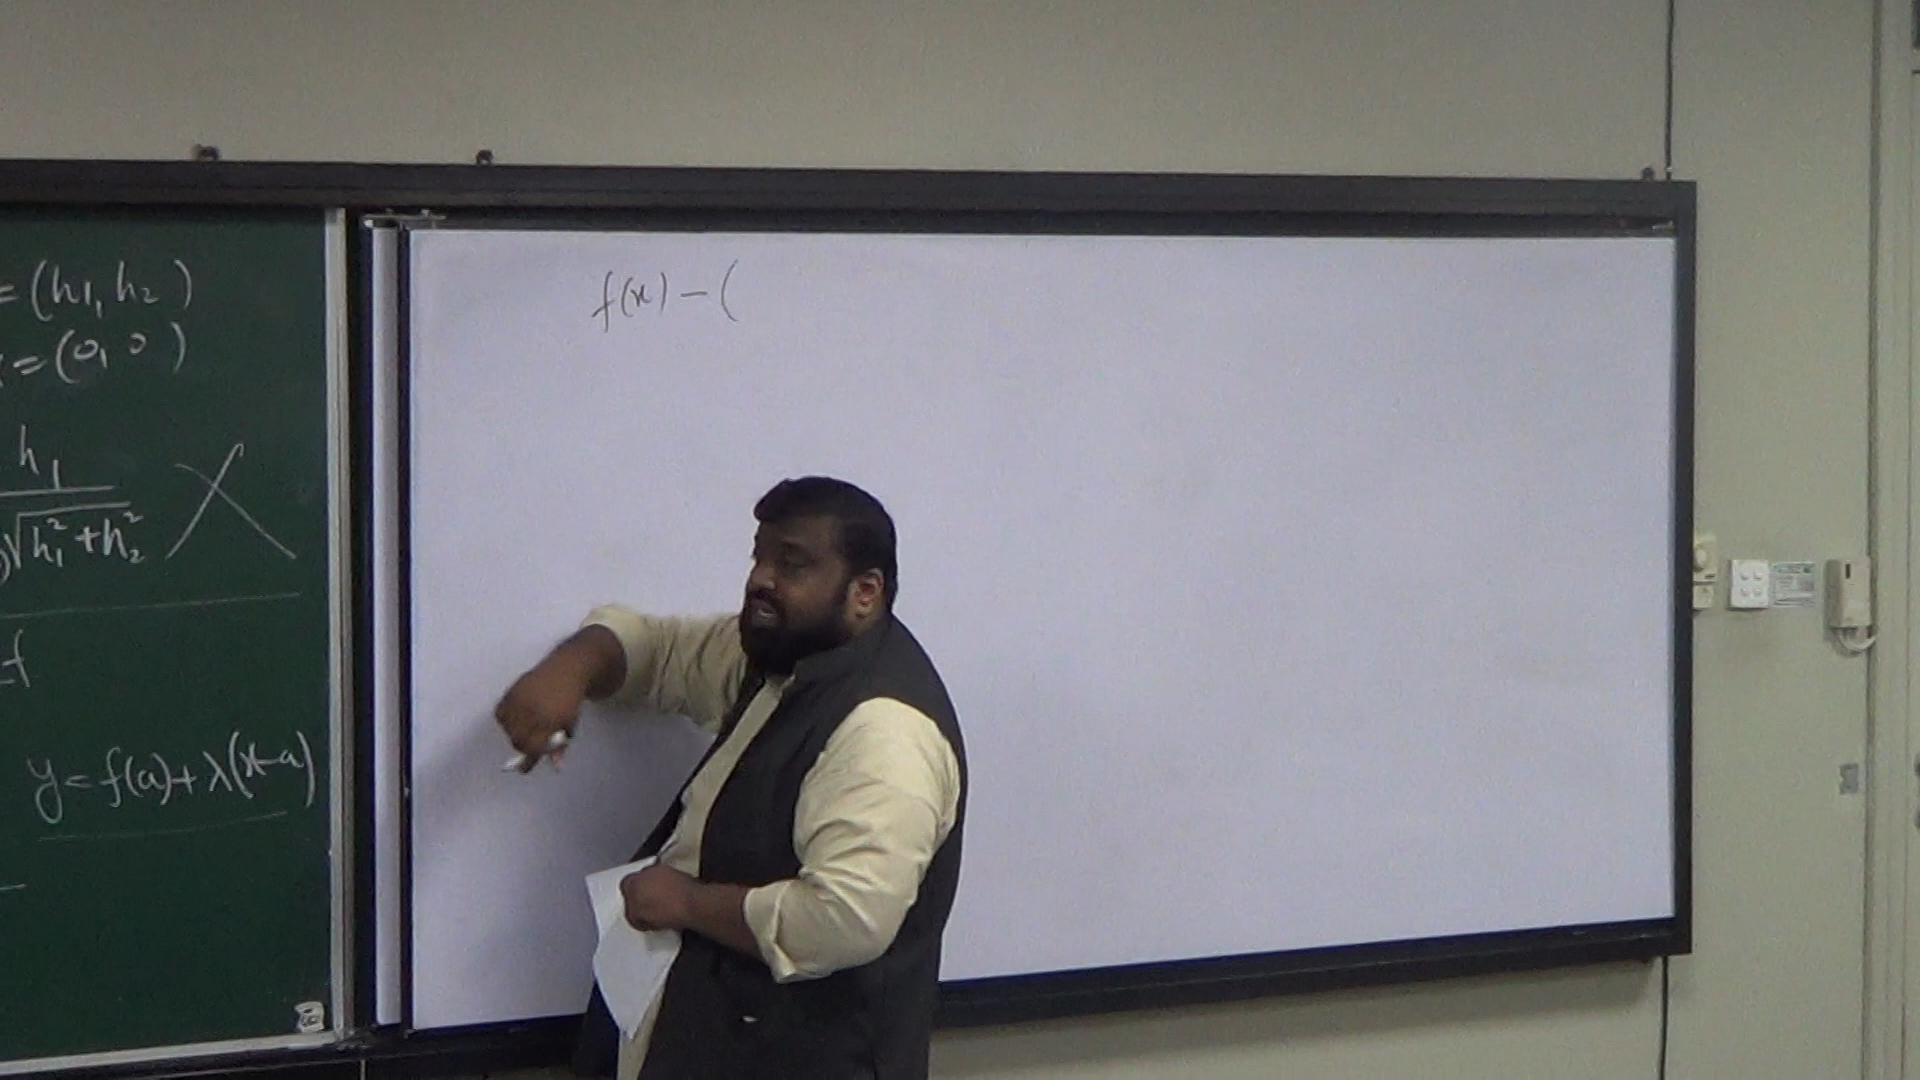 = (h1, h2)
= (0, 0)
h1
√h1² + h2²
f
y = f(a) + λ(x-a)
f(x) - (